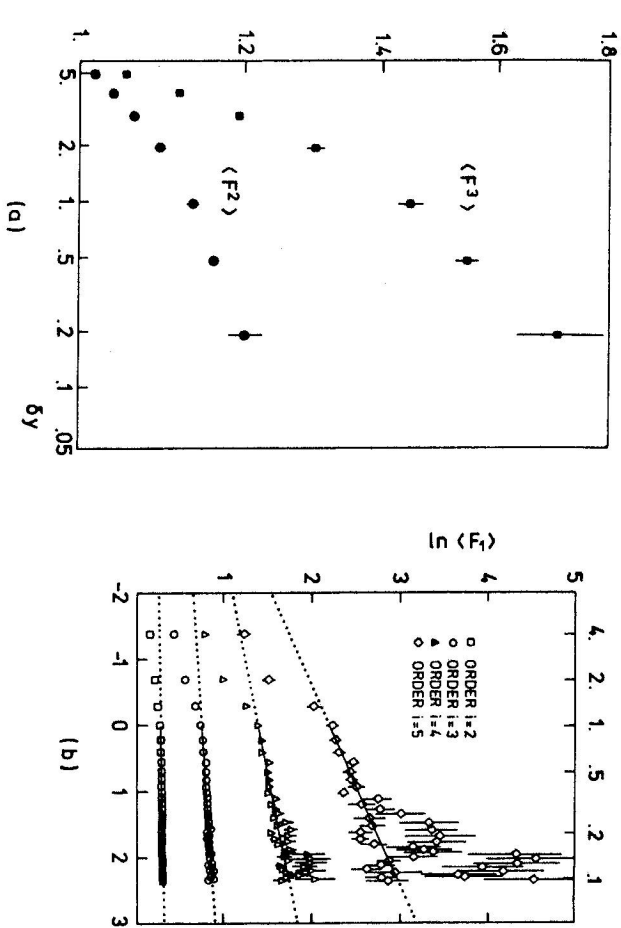 1. 1.2 1.4 1.6 1.8
⟨F³⟩
⟨F²⟩
5. 2. 1. .5 .2 .1 .05
δy
(a)
ln ⟨F₁⟩
1 2 3 4 5
4. 2. 1. .5 .2 .1
□ ORDER i=2
○ ORDER i=3
▲ ORDER i=4
◇ ORDER i=5
-2 -1 0 1 2 3
(b)